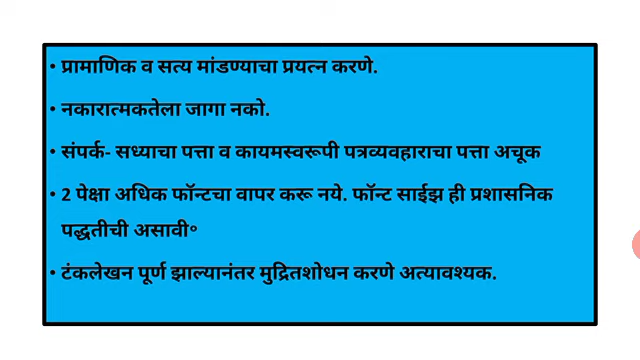 • प्रामाणिक व सत्य मांडण्याचा प्रयत्न करणे.
• नकारात्मकतेला जागा नको.
• संपर्क- सध्याचा पत्ता व कायमस्वरूपी पत्रव्यवहाराचा पत्ता अचूक
• 2 पेक्षा अधिक फॉन्टचा वापर करू नये. फॉन्ट साईझ ही प्रशासनिक
पद्धतीची असावी॰
• टंकलेखन पूर्ण झाल्यानंतर मुद्रितशोधन करणे अत्यावश्यक.